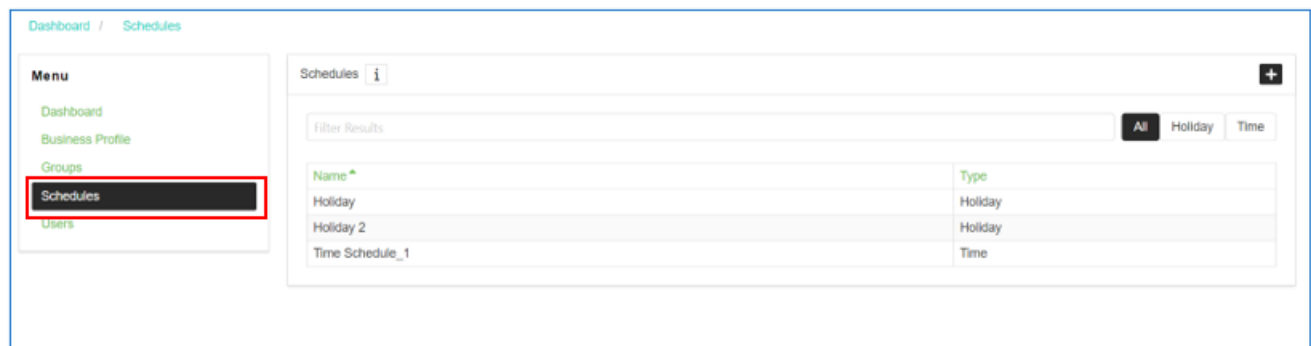 Dashboard / Schedules
Menu
Dashboard
Business Profile
Groups
Schedules
Users
Schedules i
+
Filter Results
All Holiday Time
Name Type
Holiday Holiday
Holiday 2 Holiday
Time Schedule_1 Time